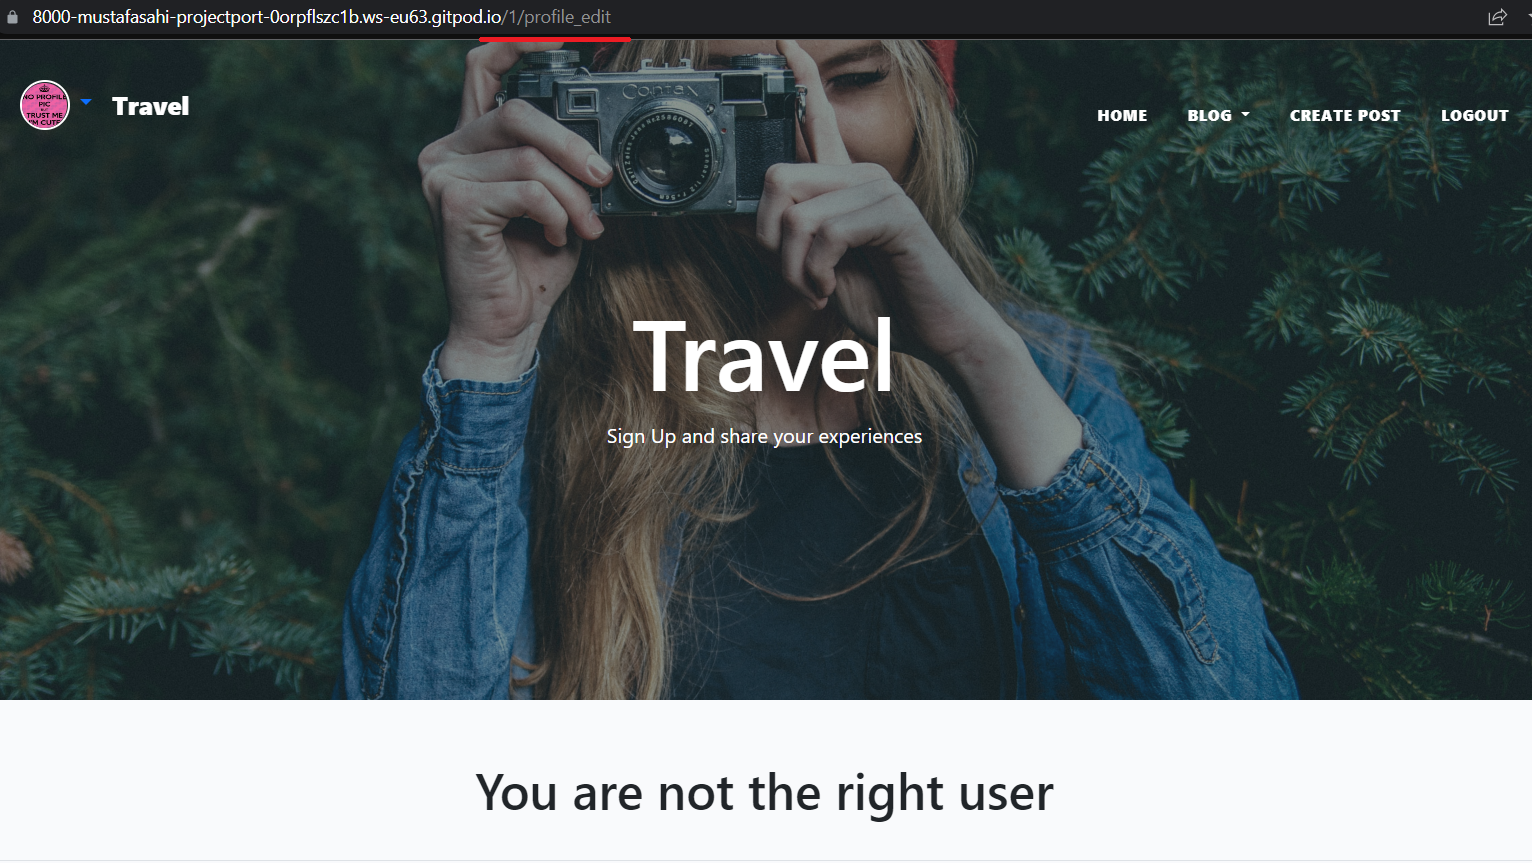 8000-mustafasahi-projectport-0orpflszc1b.ws-eu63.gitpod.io/1/profile_edit
NO PROFILE
PIC
BUT
TRUST ME
I'M CUTE
Travel
HOME
BLOG
CREATE POST
LOGOUT
Contax
Travel
Sign Up and share your experiences
You are not the right user